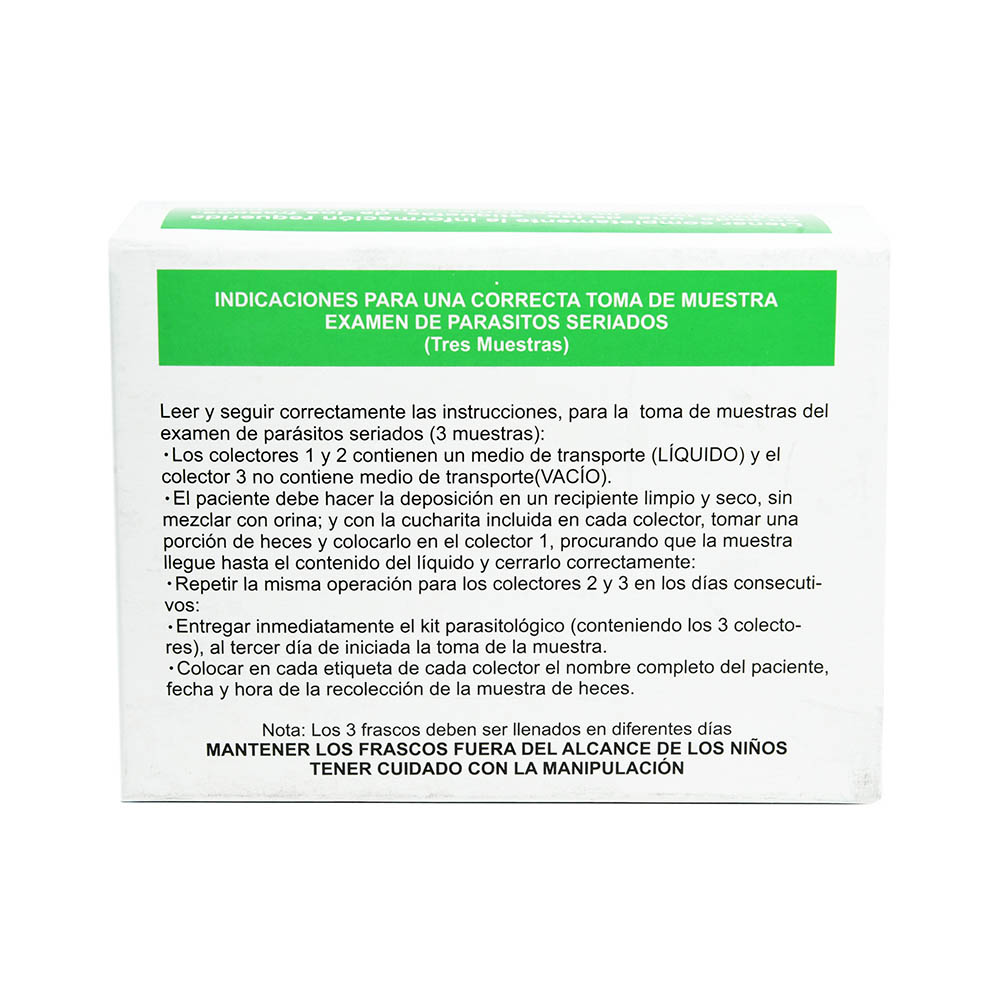 Llenar completamente la información requerida
INDICACIONES PARA UNA CORRECTA TOMA DE MUESTRA
EXAMEN DE PARASITOS SERIADOS
(Tres Muestras)
Leer y seguir correctamente las instrucciones, para la toma de muestras del
examen de parásitos seriados (3 muestras):
·Los colectores 1 y 2 contienen un medio de transporte (LÍQUIDO) y el
colector 3 no contiene medio de transporte(VACÍO).
·El paciente debe hacer la deposición en un recipiente limpio y seco, sin
mezclar con orina; y con la cucharita incluida en cada colector, tomar una
porción de heces y colocarlo en el colector 1, procurando que la muestra
llegue hasta el contenido del líquido y cerrarlo correctamente:
·Repetir la misma operación para los colectores 2 y 3 en los días consecuti-
vos:
·Entregar inmediatamente el kit parasitológico (conteniendo los 3 colecto-
res), al tercer día de iniciada la toma de la muestra.
·Colocar en cada etiqueta de cada colector el nombre completo del paciente,
fecha y hora de la recolección de la muestra de heces.
Nota: Los 3 frascos deben ser llenados en diferentes días
MANTENER LOS FRASCOS FUERA DEL ALCANCE DE LOS NIÑOS
TENER CUIDADO CON LA MANIPULACIÓN